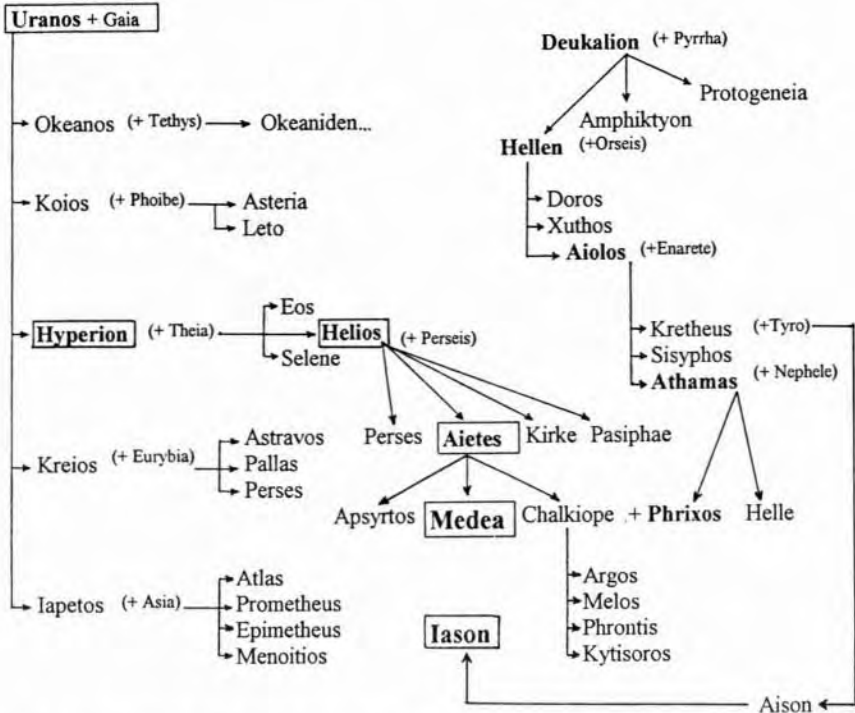 Uranos + Gaia
Deukalion (+ Pyrrha)
Protogeneia
Okeanos (+ Tethys) Okeaniden...
Amphiktyon
Hellen (+Orseis)
Koios (+ Phoibe) Asteria
Leto
Doros
Xuthos
Aiolos (+Enarete)
Eos
Hyperion (+ Theia) Helios (+ Perseis)
Selene
Kretheus (+Tyro)
Sisyphos
Athamas (+ Nephele)
Perses Aietes Kirke Pasiphae
Astravos
Kreios (+ Eurybia) Pallas
Perses
Apsyrtos Medea Chalkiope + Phrixos Helle
Atlas
Iapetos (+ Asia) Prometheus
Epimetheus
Menoitios
Argos
Melos
Phrontis
Kytisoros
Iason
Aison